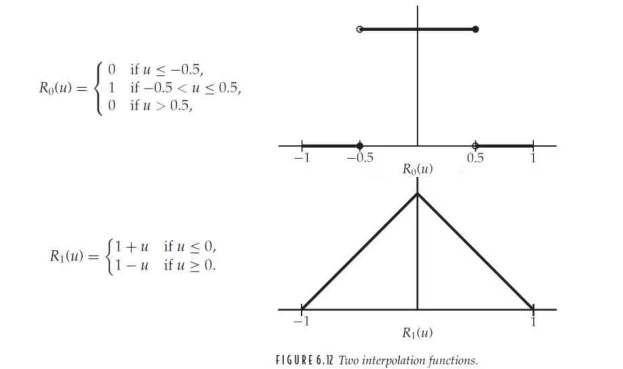 R₀(u) = { 0 if u ≤ −0.5,
1 if −0.5 < u ≤ 0.5,
0 if u > 0.5,
−1 −0.5 0.5 1
R₀(u)
R₁(u) = { 1 + u if u ≤ 0,
1 − u if u ≥ 0.
−1 1
R₁(u)
FIGURE 6.12 Two interpolation functions.